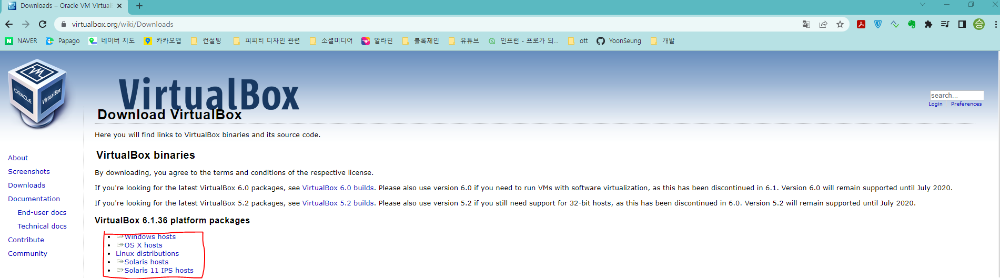 Downloads – Oracle VM Virtual
virtualbox.org/wiki/Downloads
NAVER Papago 네이버 지도 카카오맵 컨설팅 피피티 디자인 관련 소셜미디어 알라딘 블록체인 유튜브 인프런 - 프로가 되... ott YoonSeung 개발
ORACLE VirtualBox
VirtualBox
search...
Login Preferences
Download VirtualBox
Here you will find links to VirtualBox binaries and its source code.
About
Screenshots
Downloads
Documentation
End-user docs
Technical docs
Contribute
Community
VirtualBox binaries
By downloading, you agree to the terms and conditions of the respective license.
If you're looking for the latest VirtualBox 6.0 packages, see VirtualBox 6.0 builds. Please also use version 6.0 if you need to run VMs with software virtualization, as this has been discontinued in 6.1. Version 6.0 will remain supported until July 2020.
If you're looking for the latest VirtualBox 5.2 packages, see VirtualBox 5.2 builds. Please also use version 5.2 if you still need support for 32-bit hosts, as this has been discontinued in 6.0. Version 5.2 will remain supported until July 2020.
VirtualBox 6.1.36 platform packages
Windows hosts
OS X hosts
Linux distributions
Solaris hosts
Solaris 11 IPS hosts